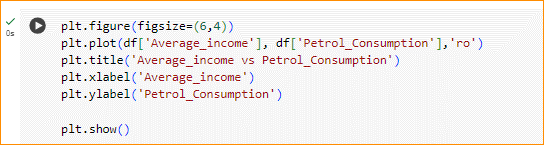 plt.figure(figsize=(6,4))
plt.plot(df['Average_income'], df['Petrol_Consumption'],'ro')
plt.title('Average_income vs Petrol_Consumption')
plt.xlabel('Average_income')
plt.ylabel('Petrol_Consumption')
plt.show()
0s